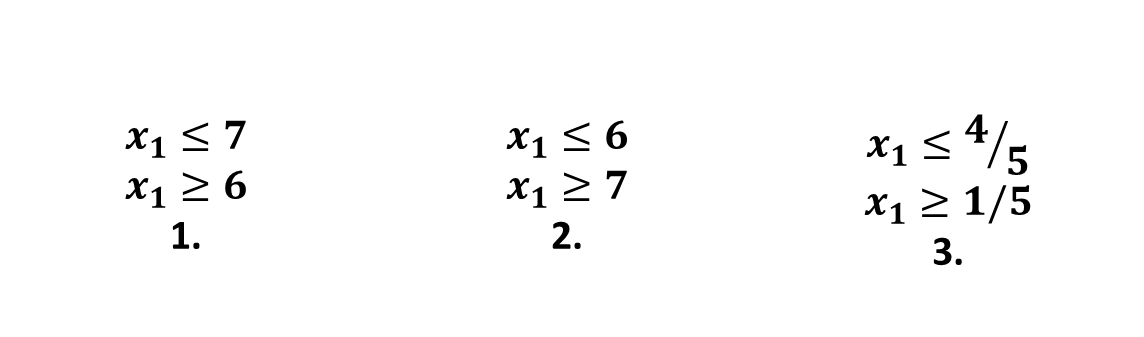 x₁ ≤ 7
x₁ ≥ 6
1.
x₁ ≤ 6
x₁ ≥ 7
2.
x₁ ≤ 4/5
x₁ ≥ 1/5
3.